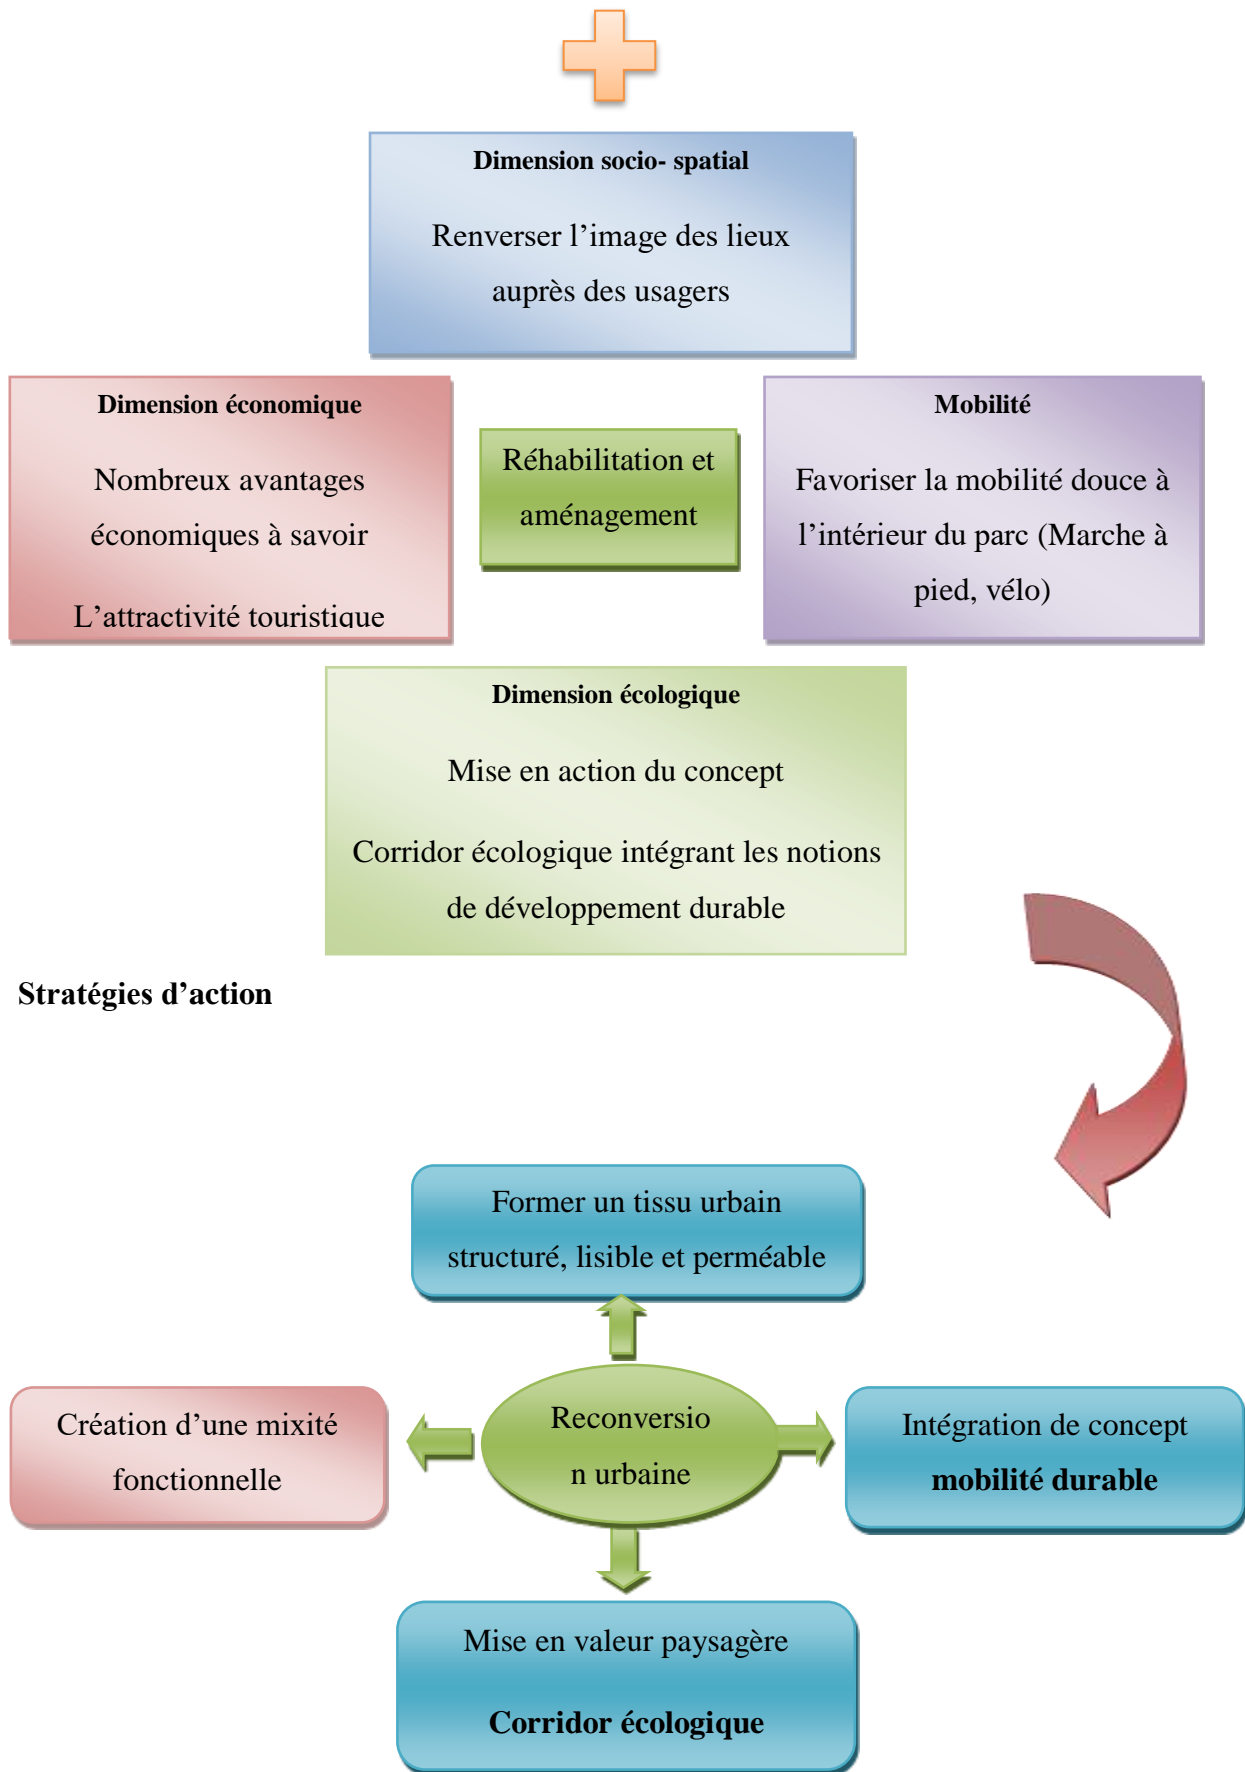 Dimension socio- spatial
Renverser l’image des lieux
auprès des usagers
Dimension économique
Nombreux avantages
économiques à savoir
L’attractivité touristique
Réhabilitation et
aménagement
Mobilité
Favoriser la mobilité douce à
l’intérieur du parc (Marche à
pied, vélo)
Dimension écologique
Mise en action du concept
Corridor écologique intégrant les notions
de développement durable
Stratégies d’action
Former un tissu urbain
structuré, lisible et perméable
Création d’une mixité
fonctionnelle
Reconversio
n urbaine
Intégration de concept
mobilité durable
Mise en valeur paysagère
Corridor écologique